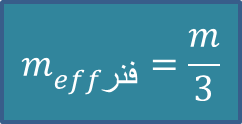 m_eff فنر = m/3